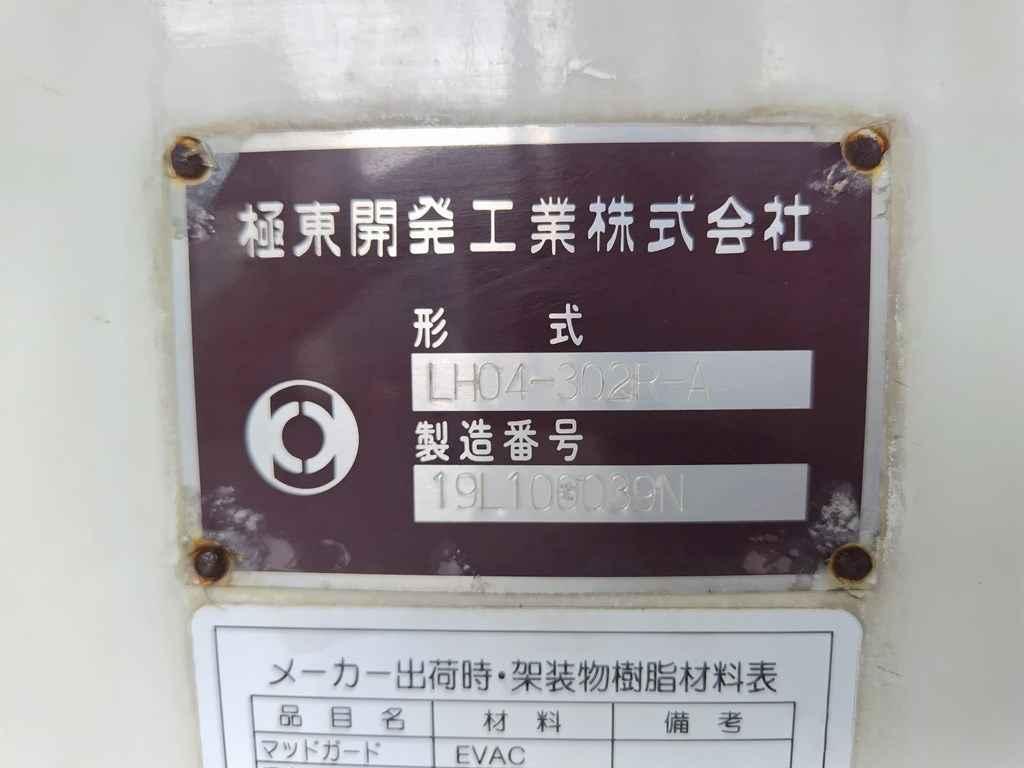 極東開発工業株式会社
形 式
LH04-302R-A
製造番号
メーカー出荷時・架装物樹脂材料表
品目名 材料 備考
マッドガード EVAC